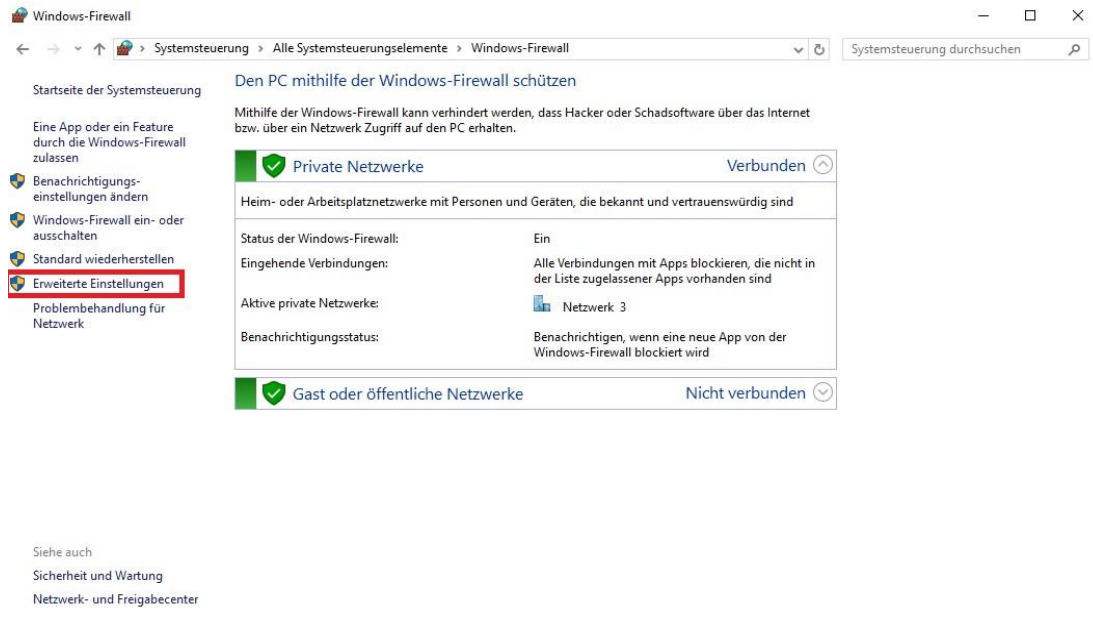 Windows-Firewall
Systemsteuerung > Alle Systemsteuerungselemente > Windows-Firewall
Systemsteuerung durchsuchen
Startseite der Systemsteuerung
Eine App oder ein Feature
durch die Windows-Firewall
zulassen
Benachrichtigungs-
einstellungen ändern
Windows-Firewall ein- oder
ausschalten
Standard wiederherstellen
Erweiterte Einstellungen
Problembehandlung für
Netzwerk
Den PC mithilfe der Windows-Firewall schützen
Mithilfe der Windows-Firewall kann verhindert werden, dass Hacker oder Schadsoftware über das Internet
bzw. über ein Netzwerk Zugriff auf den PC erhalten.
Private Netzwerke Verbunden
Heim- oder Arbeitsplatznetzwerke mit Personen und Geräten, die bekannt und vertrauenswürdig sind
Status der Windows-Firewall: Ein
Eingehende Verbindungen: Alle Verbindungen mit Apps blockieren, die nicht in
der Liste zugelassener Apps vorhanden sind
Aktive private Netzwerke: Netzwerk 3
Benachrichtigungsstatus: Benachrichtigen, wenn eine neue App von der
Windows-Firewall blockiert wird
Gast oder öffentliche Netzwerke Nicht verbunden
Siehe auch
Sicherheit und Wartung
Netzwerk- und Freigabecenter